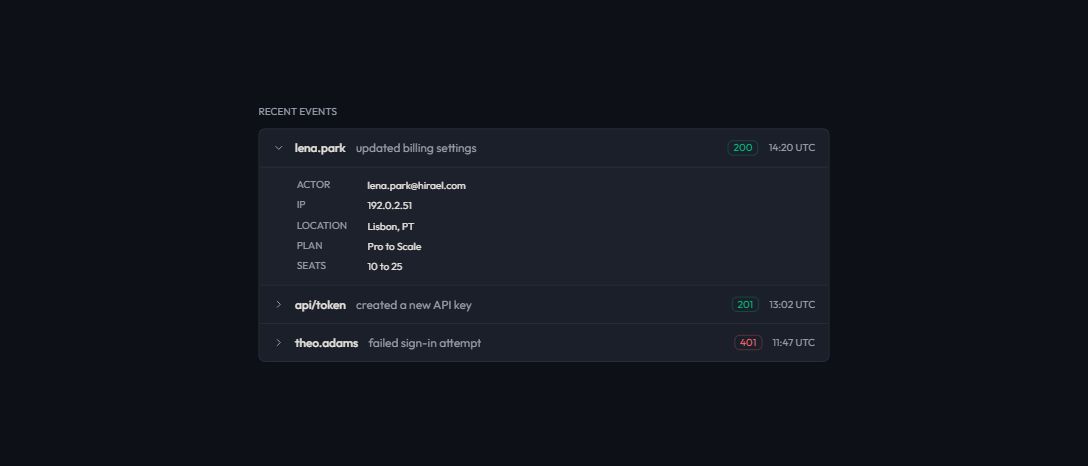 RECENT EVENTS
lena.park updated billing settings 200 14:20 UTC
ACTOR lena.park@hirael.com
IP 192.0.2.51
LOCATION Lisbon, PT
PLAN Pro to Scale
SEATS 10 to 25
api/token created a new API key 201 13:02 UTC
theo.adams failed sign-in attempt 401 11:47 UTC